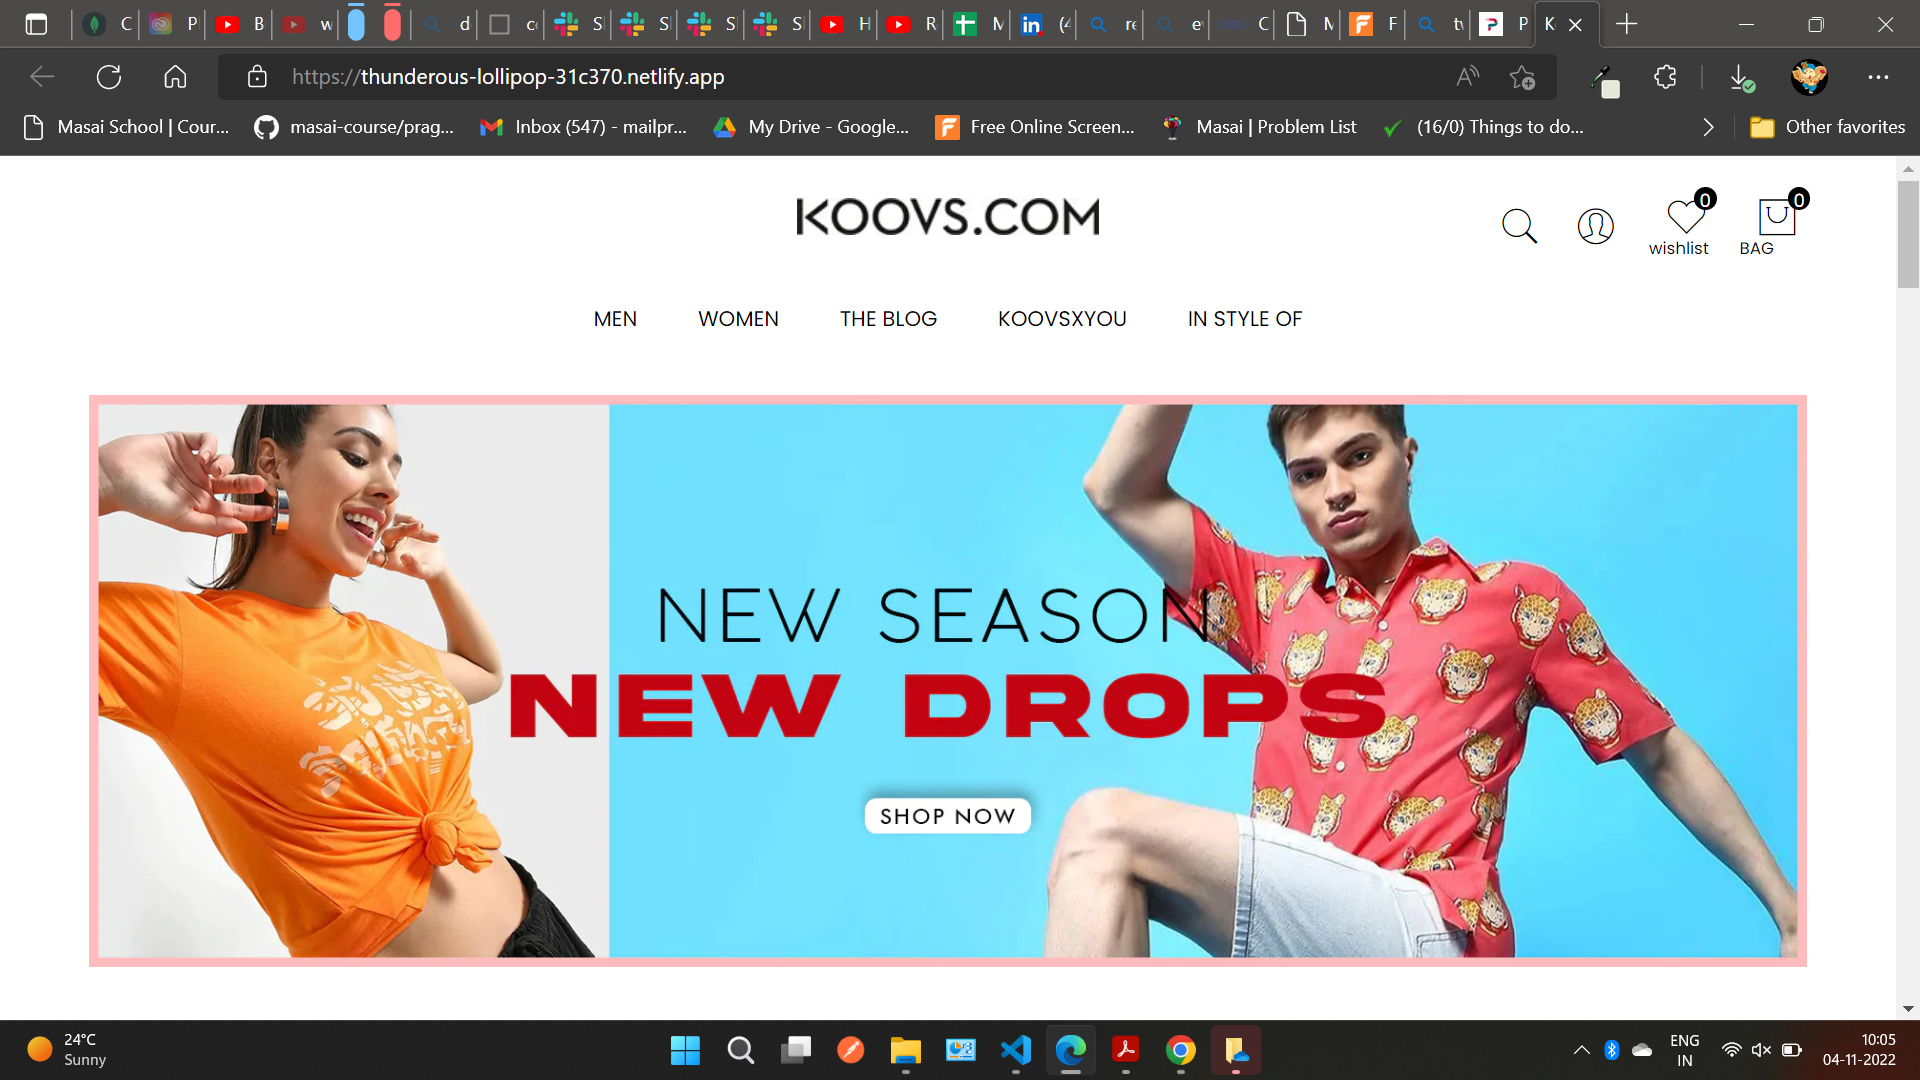 https://thunderous-lollipop-31c370.netlify.app
Masai School | Cour...
masai-course/prag...
Inbox (547) - mailpr...
My Drive - Google...
Free Online Screen...
Masai | Problem List
(16/0) Things to do...
Other favorites
KOOVS.COM
0
0
wishlist
BAG
MEN
WOMEN
THE BLOG
KOOVSXYOU
IN STYLE OF
NEW SEASON
NEW DROPS
SHOP NOW
24°C
Sunny
ENG
IN
10:05
04-11-2022